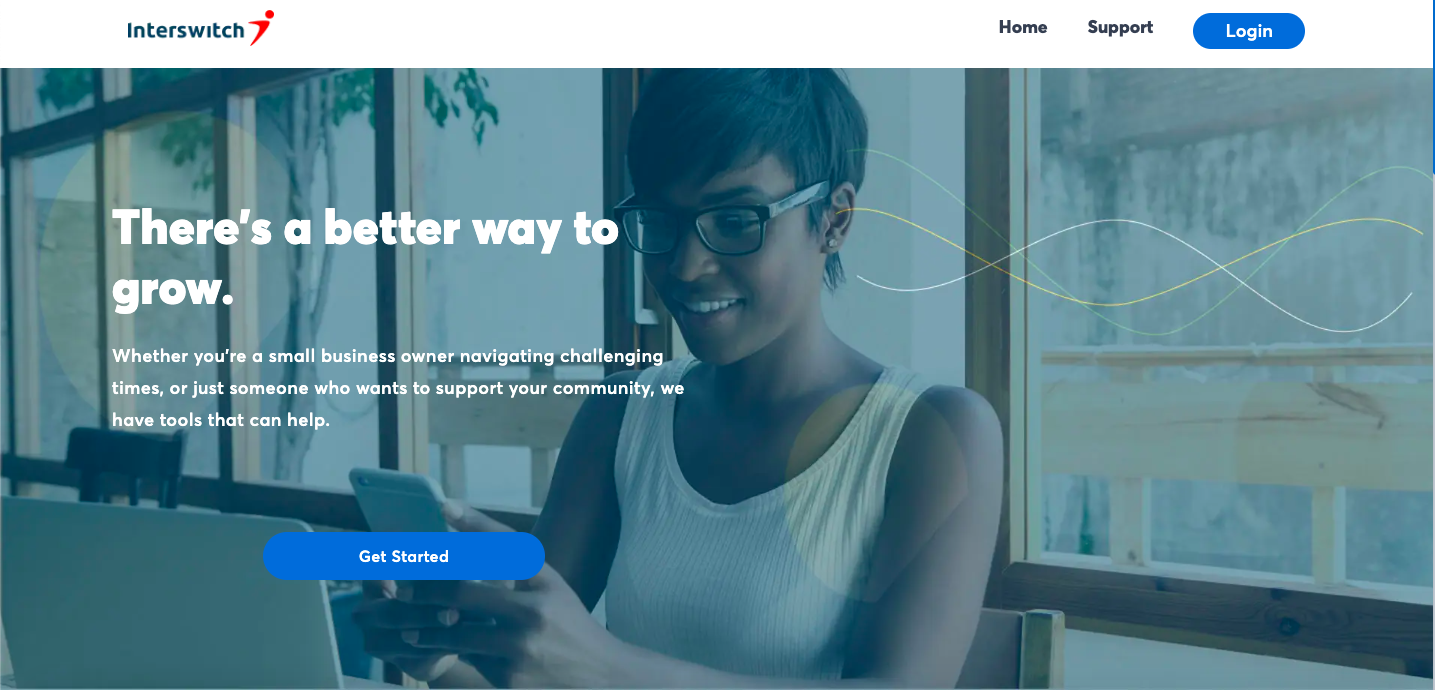 Interswitch
Home Support Login
There's a better way to
grow.
Whether you're a small business owner navigating challenging
times, or just someone who wants to support your community, we
have tools that can help.
Get Started